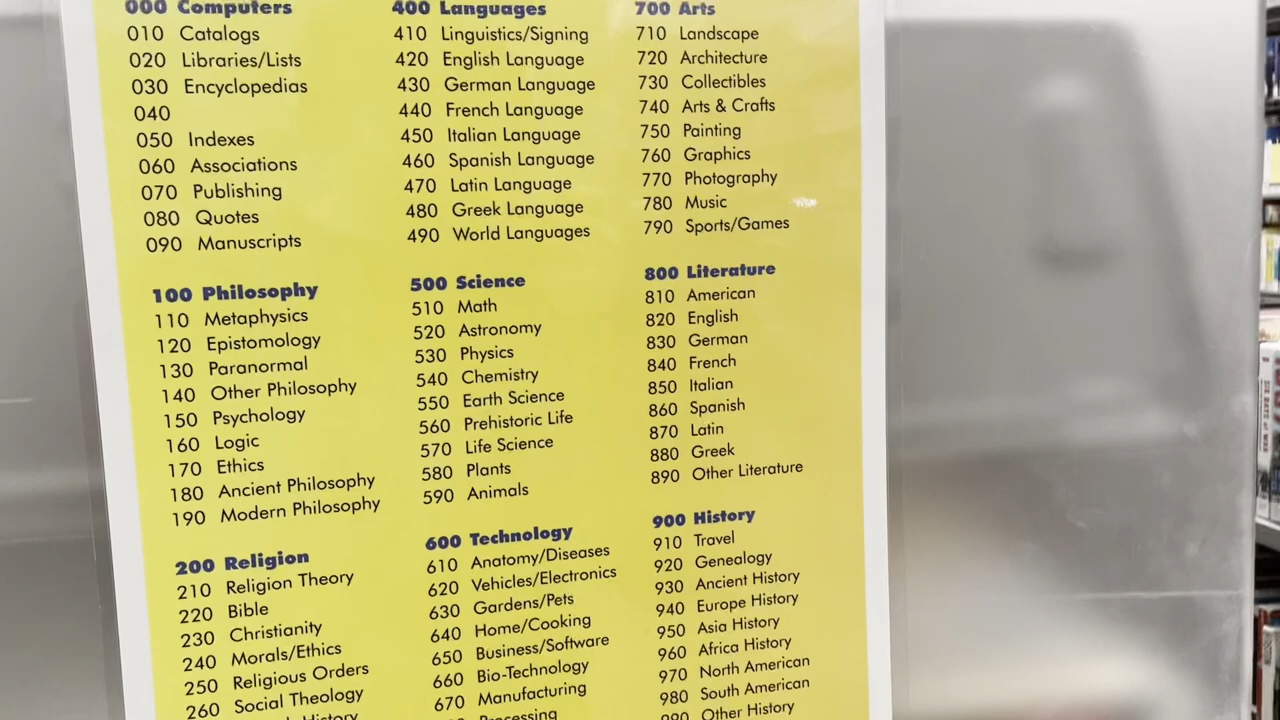 000 Computers
010 Catalogs
020 Libraries/Lists
030 Encyclopedias
040
050 Indexes
060 Associations
070 Publishing
080 Quotes
090 Manuscripts
100 Philosophy
110 Metaphysics
120 Epistomology
130 Paranormal
140 Other Philosophy
150 Psychology
160 Logic
170 Ethics
180 Ancient Philosophy
190 Modern Philosophy
200 Religion
210 Religion Theory
220 Bible
230 Christianity
240 Morals/Ethics
250 Religious Orders
260 Social Theology
History
400 Languages
410 Linguistics/Signing
420 English Language
430 German Language
440 French Language
450 Italian Language
460 Spanish Language
470 Latin Language
480 Greek Language
490 World Languages
500 Science
510 Math
520 Astronomy
530 Physics
540 Chemistry
550 Earth Science
560 Prehistoric Life
570 Life Science
580 Plants
590 Animals
600 Technology
610 Anatomy/Diseases
620 Vehicles/Electronics
630 Gardens/Pets
640 Home/Cooking
650 Business/Software
660 Bio-Technology
670 Manufacturing
Processing
700 Arts
710 Landscape
720 Architecture
730 Collectibles
740 Arts & Crafts
750 Painting
760 Graphics
770 Photography
780 Music
790 Sports/Games
800 Literature
810 American
820 English
830 German
840 French
850 Italian
860 Spanish
870 Latin
880 Greek
890 Other Literature
900 History
910 Travel
920 Genealogy
930 Ancient History
940 Europe History
950 Asia History
960 Africa History
970 North American
980 South American
990 Other History